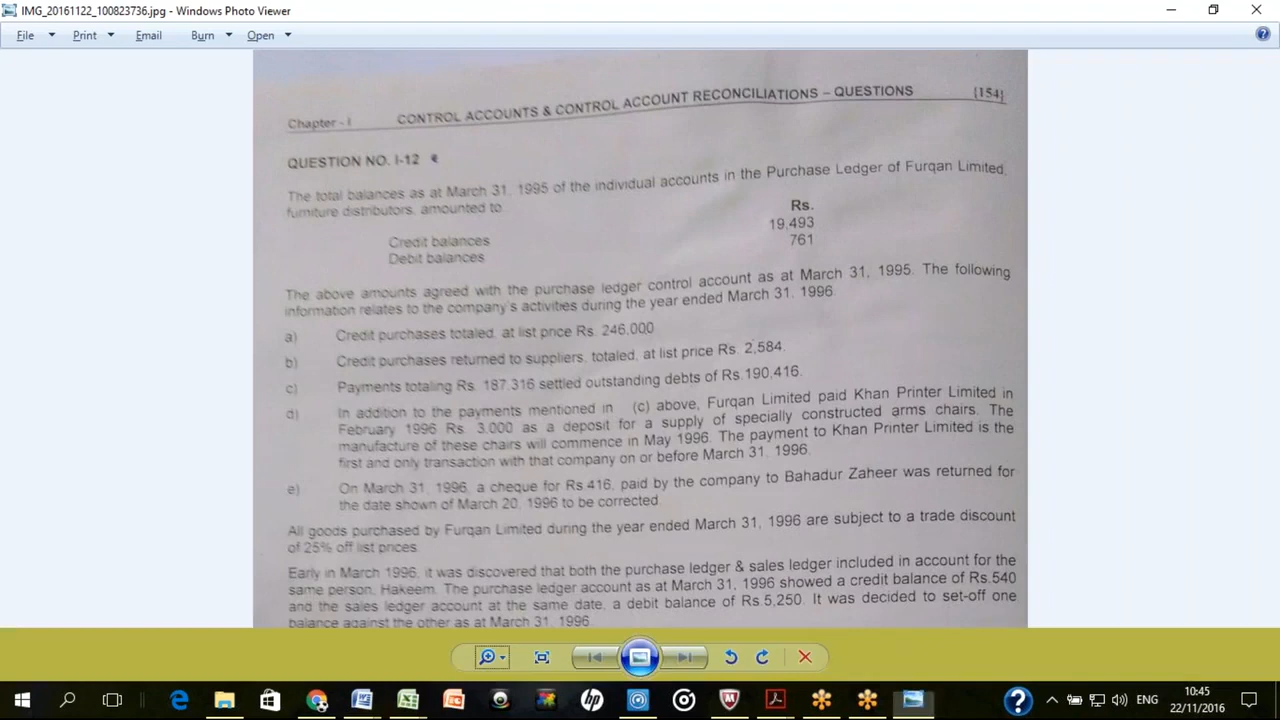 IMG_20161122_100823736.jpg - Windows Photo Viewer
File Print Email Burn Open
Chapter - I CONTROL ACCOUNTS & CONTROL ACCOUNT RECONCILIATIONS – QUESTIONS [154]
QUESTION NO. I-12
The total balances as at March 31, 1995 of the individual accounts in the Purchase Ledger of Furqan Limited,
furniture distributors, amounted to
Rs.
Credit balances 19,493
Debit balances 761
The above amounts agreed with the purchase ledger control account as at March 31, 1995. The following
information relates to the company's activities during the year ended March 31, 1996.
a) Credit purchases totaled, at list price Rs. 246,000
b) Credit purchases returned to suppliers, totaled, at list price Rs. 2,584.
c) Payments totaling Rs. 187,316 settled outstanding debts of Rs.190,416.
d) In addition to the payments mentioned in (c) above, Furqan Limited paid Khan Printer Limited in
February 1996 Rs. 3,000 as a deposit for a supply of specially constructed arms chairs. The
manufacture of these chairs will commence in May 1996. The payment to Khan Printer Limited is the
first and only transaction with that company on or before March 31, 1996.
e) On March 31, 1996, a cheque for Rs.416, paid by the company to Bahadur Zaheer was returned for
the date shown of March 20, 1996 to be corrected.
All goods purchased by Furqan Limited during the year ended March 31, 1996 are subject to a trade discount
of 25% off list prices.
Early in March 1996, it was discovered that both the purchase ledger & sales ledger included in account for the
same person, Hakeem. The purchase ledger account as at March 31, 1996 showed a credit balance of Rs.540
and the sales ledger account at the same date, a debit balance of Rs.5,250. It was decided to set-off one
balance against the other as at March 31, 1996.
ENG
10:45
22/11/2016